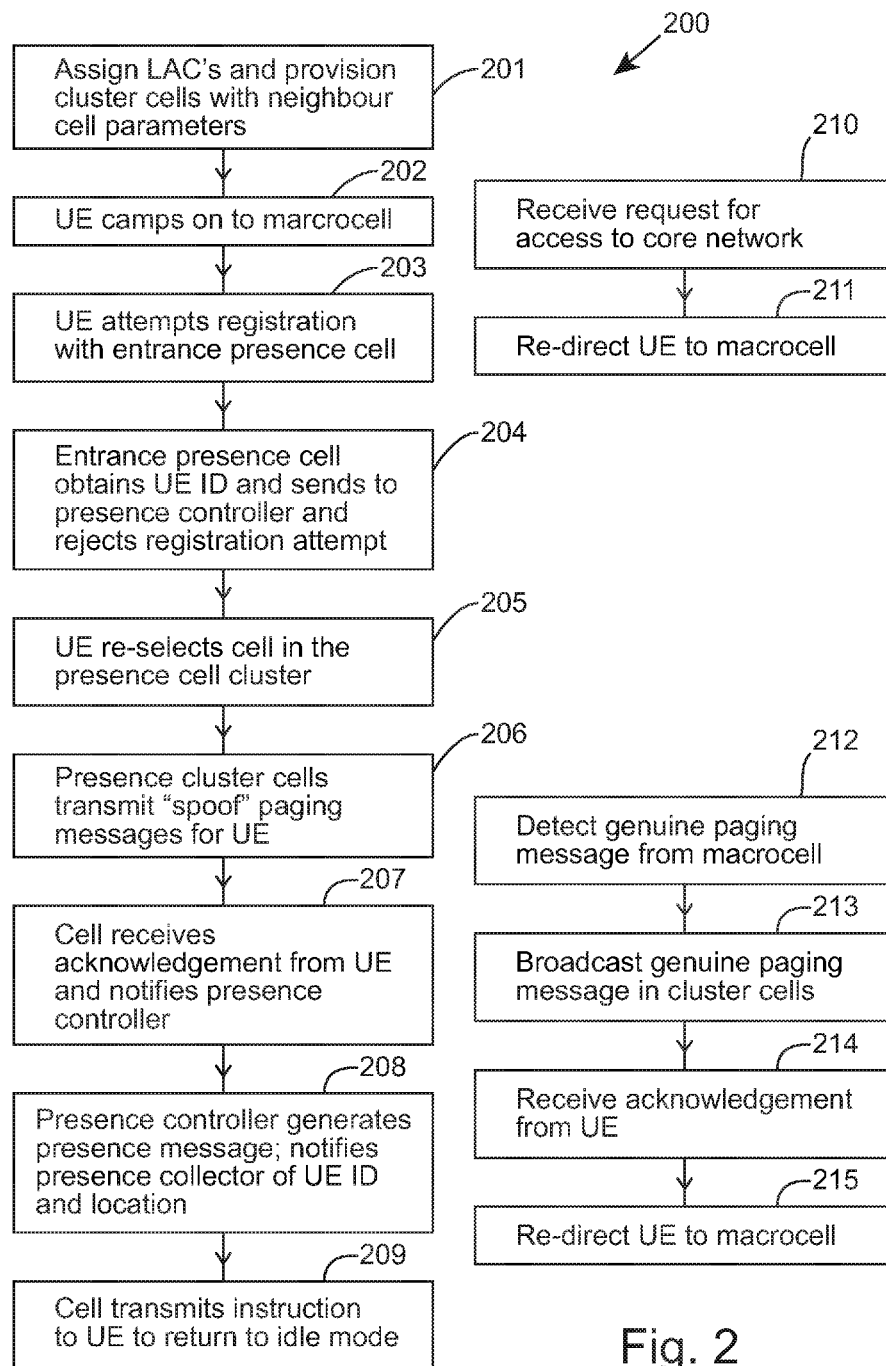 200
201
Assign LAC's and provision
cluster cells with neighbour
cell parameters
202
UE camps on to marcrocell
203
UE attempts registration
with entrance presence cell
204
Entrance presence cell
obtains UE ID and sends to
presence controller and
rejects registration attempt
205
UE re-selects cell in the
presence cell cluster
206
Presence cluster cells
transmit "spoof" paging
messages for UE
207
Cell receives
acknowledgement from UE
and notifies presence
controller
208
Presence controller generates
presence message; notifies
presence collector of UE ID
and location
209
Cell transmits instruction
to UE to return to idle mode
210
Receive request for
access to core network
211
Re-direct UE to macrocell
212
Detect genuine paging
message from macrocell
213
Broadcast genuine paging
message in cluster cells
214
Receive acknowledgement
from UE
215
Re-direct UE to macrocell
Fig. 2